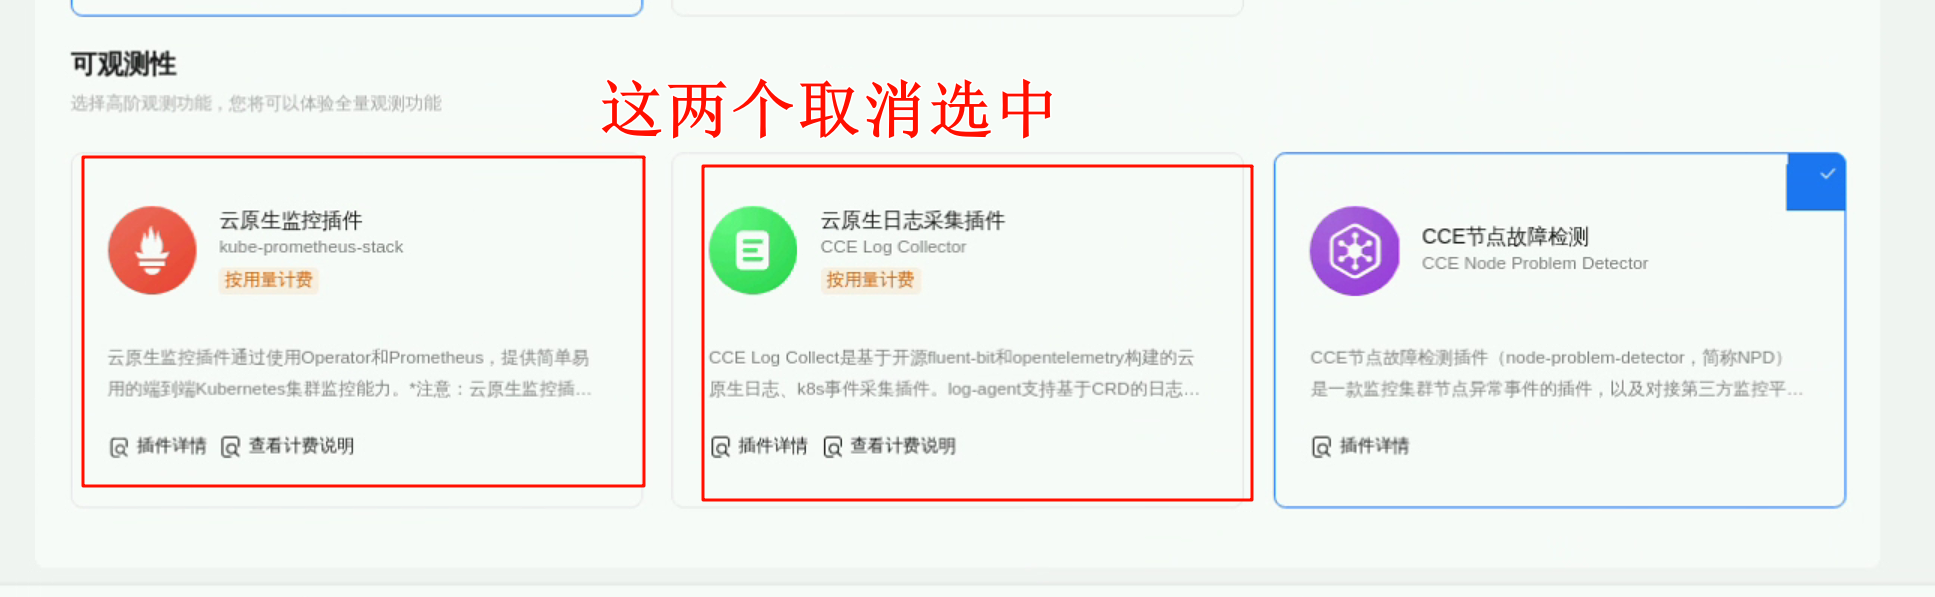 可观测性
选择高阶观测功能，您将可以体验全量观测功能
这两个取消选中
云原生监控插件
kube-prometheus-stack
按用量计费
云原生监控插件通过使用Operator和Prometheus，提供简单易
用的端到端Kubernetes集群监控能力。*注意：云原生监控插...
插件详情 查看计费说明
云原生日志采集插件
CCE Log Collector
按用量计费
CCE Log Collect是基于开源fluent-bit和opentelemetry构建的云
原生日志、k8s事件采集插件。log-agent支持基于CRD的日志...
插件详情 查看计费说明
CCE节点故障检测
CCE Node Problem Detector
CCE节点故障检测插件（node-problem-detector，简称NPD）
是一款监控集群节点异常事件的插件，以及对接第三方监控平...
插件详情